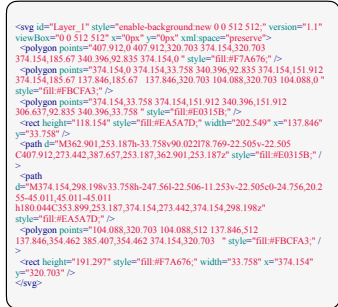 <svg id="Layer_1" style="enable-background:new 0 0 512 512;" version="1.1"
viewBox="0 0 512 512" x="0px" y="0px" xml:space="preserve">
<polygon points="407.912,0 407.912,320.703 374.154,320.703
374.154,185.67 340.396,92.835 374.154,0 " style="fill:#F7A676;" />
<polygon points="374.154,0 374.154,33.758 340.396,92.835 374.154,151.912
374.154,185.67 137.846,185.67   137.846,320.703 104.088,320.703 104.088,0 "
style="fill:#FBCFA3;" />
<polygon points="374.154,33.758 374.154,151.912 340.396,151.912
306.637,92.835 340.396,33.758 " style="fill:#E0315B;" />
<rect height="118.154" style="fill:#EA5A7D;" width="202.549" x="137.846"
y="33.758" />
<path d="M362.901,253.187h-33.758v90.022l78.769-22.505v-22.505
C407.912,273.442,387.657,253.187,362.901,253.187z" style="fill:#E0315B;" /
>
<path
d="M374.154,298.198v33.758h-247.56l-22.506-11.253v-22.505c0-24.756,20.2
55-45.011,45.011-45.011
h180.044C353.899,253.187,374.154,273.442,374.154,298.198z"
style="fill:#EA5A7D;" />
<polygon points="104.088,320.703 104.088,512 137.846,512
137.846,354.462 385.407,354.462 374.154,320.703   " style="fill:#FBCFA3;" /
>
<rect height="191.297" style="fill:#F7A676;" width="33.758" x="374.154"
y="320.703" />
</svg>